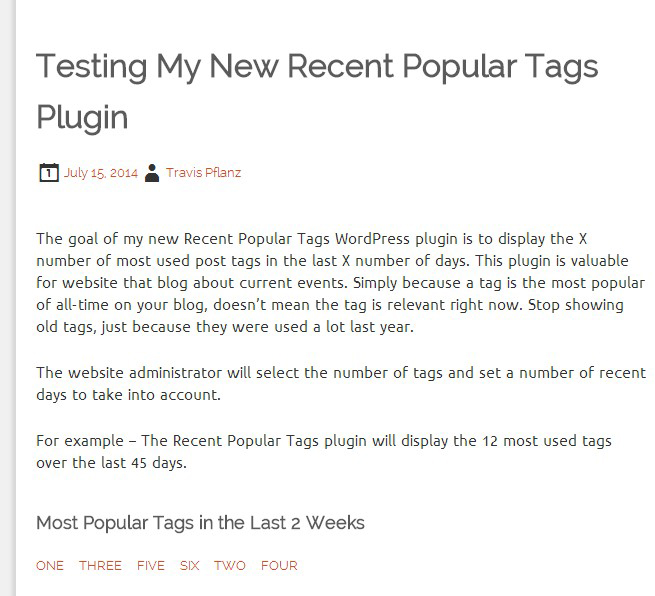 Testing My New Recent Popular Tags
Plugin
1 July 15, 2014 Travis Pflanz
The goal of my new Recent Popular Tags WordPress plugin is to display the X
number of most used post tags in the last X number of days. This plugin is valuable
for website that blog about current events. Simply because a tag is the most popular
of all-time on your blog, doesn’t mean the tag is relevant right now. Stop showing
old tags, just because they were used a lot last year.
The website administrator will select the number of tags and set a number of recent
days to take into account.
For example – The Recent Popular Tags plugin will display the 12 most used tags
over the last 45 days.
Most Popular Tags in the Last 2 Weeks
ONE THREE FIVE SIX TWO FOUR